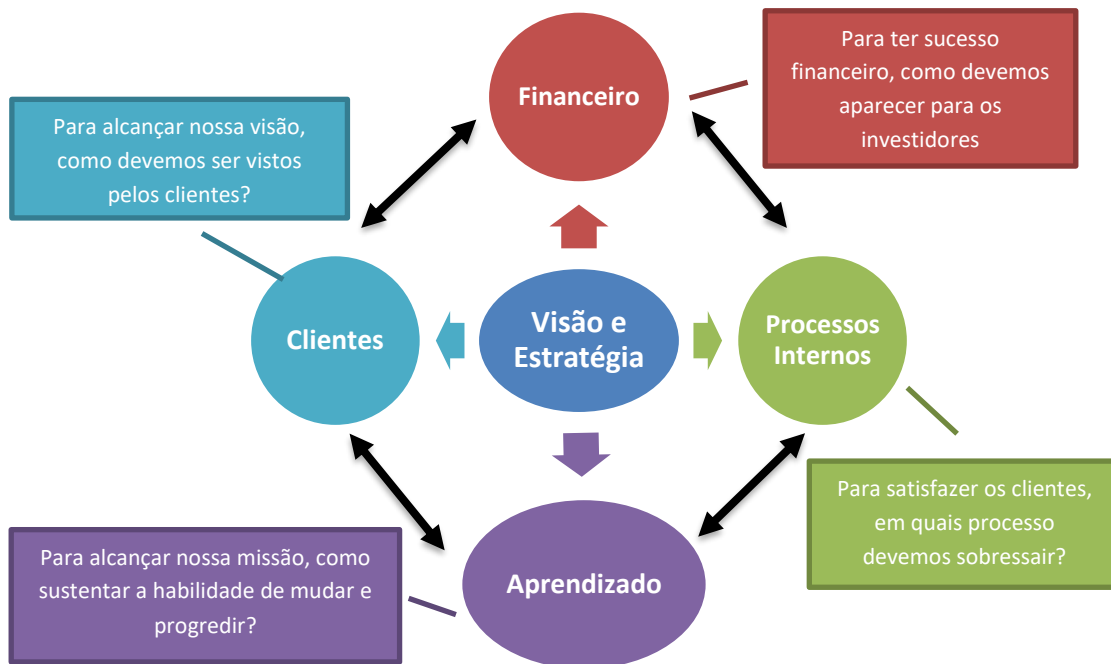 Financeiro
Para ter sucesso
financeiro, como devemos
aparecer para os
investidores
Para alcançar nossa visão,
como devemos ser vistos
pelos clientes?
Clientes
Visão e
Estratégia
Processos
Internos
Para satisfazer os clientes,
em quais processo
devemos sobressair?
Para alcançar nossa missão, como
sustentar a habilidade de mudar e
progredir?
Aprendizado